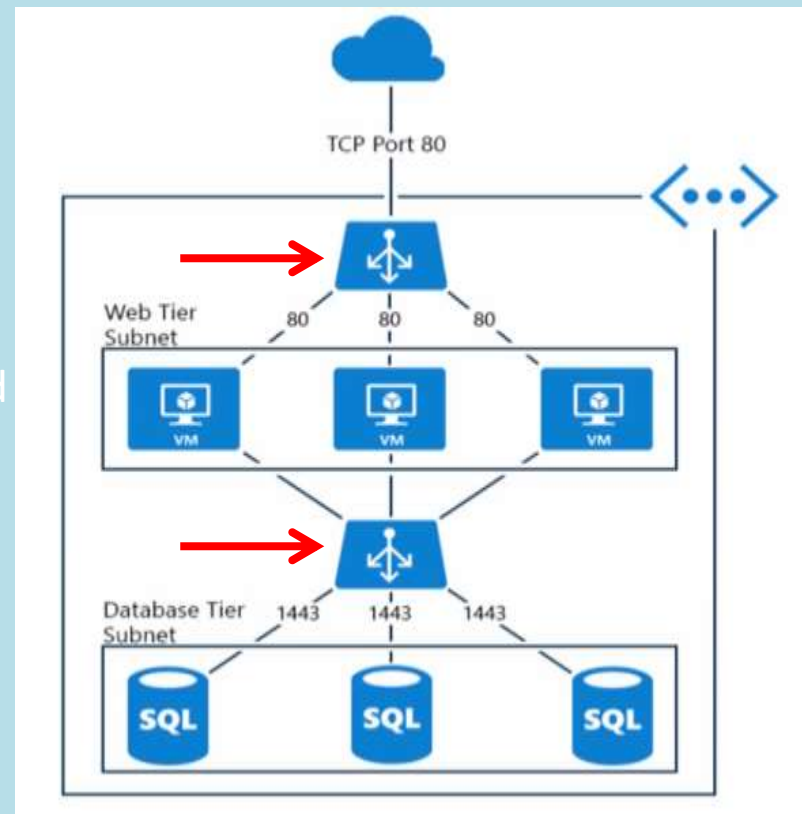 TCP Port 80
Web Tier
Subnet
80
80
80
d
VM
VM
VM
Database Tier
Subnet
1443
1443
1443
SQL
SQL
SQL